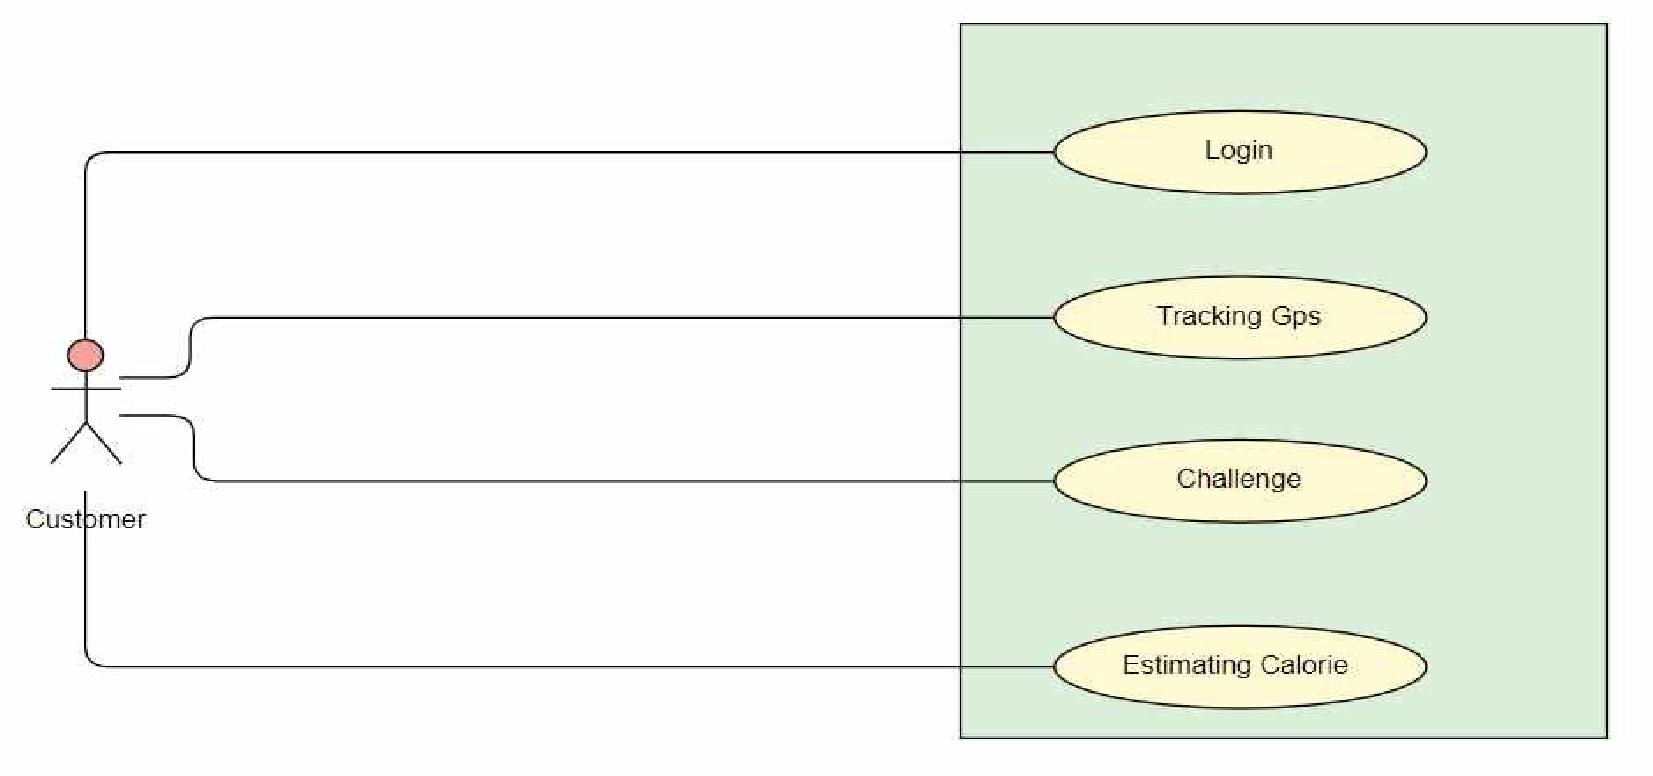 Login
Tracking Gps
Challenge
Customer
Estimating Calorie